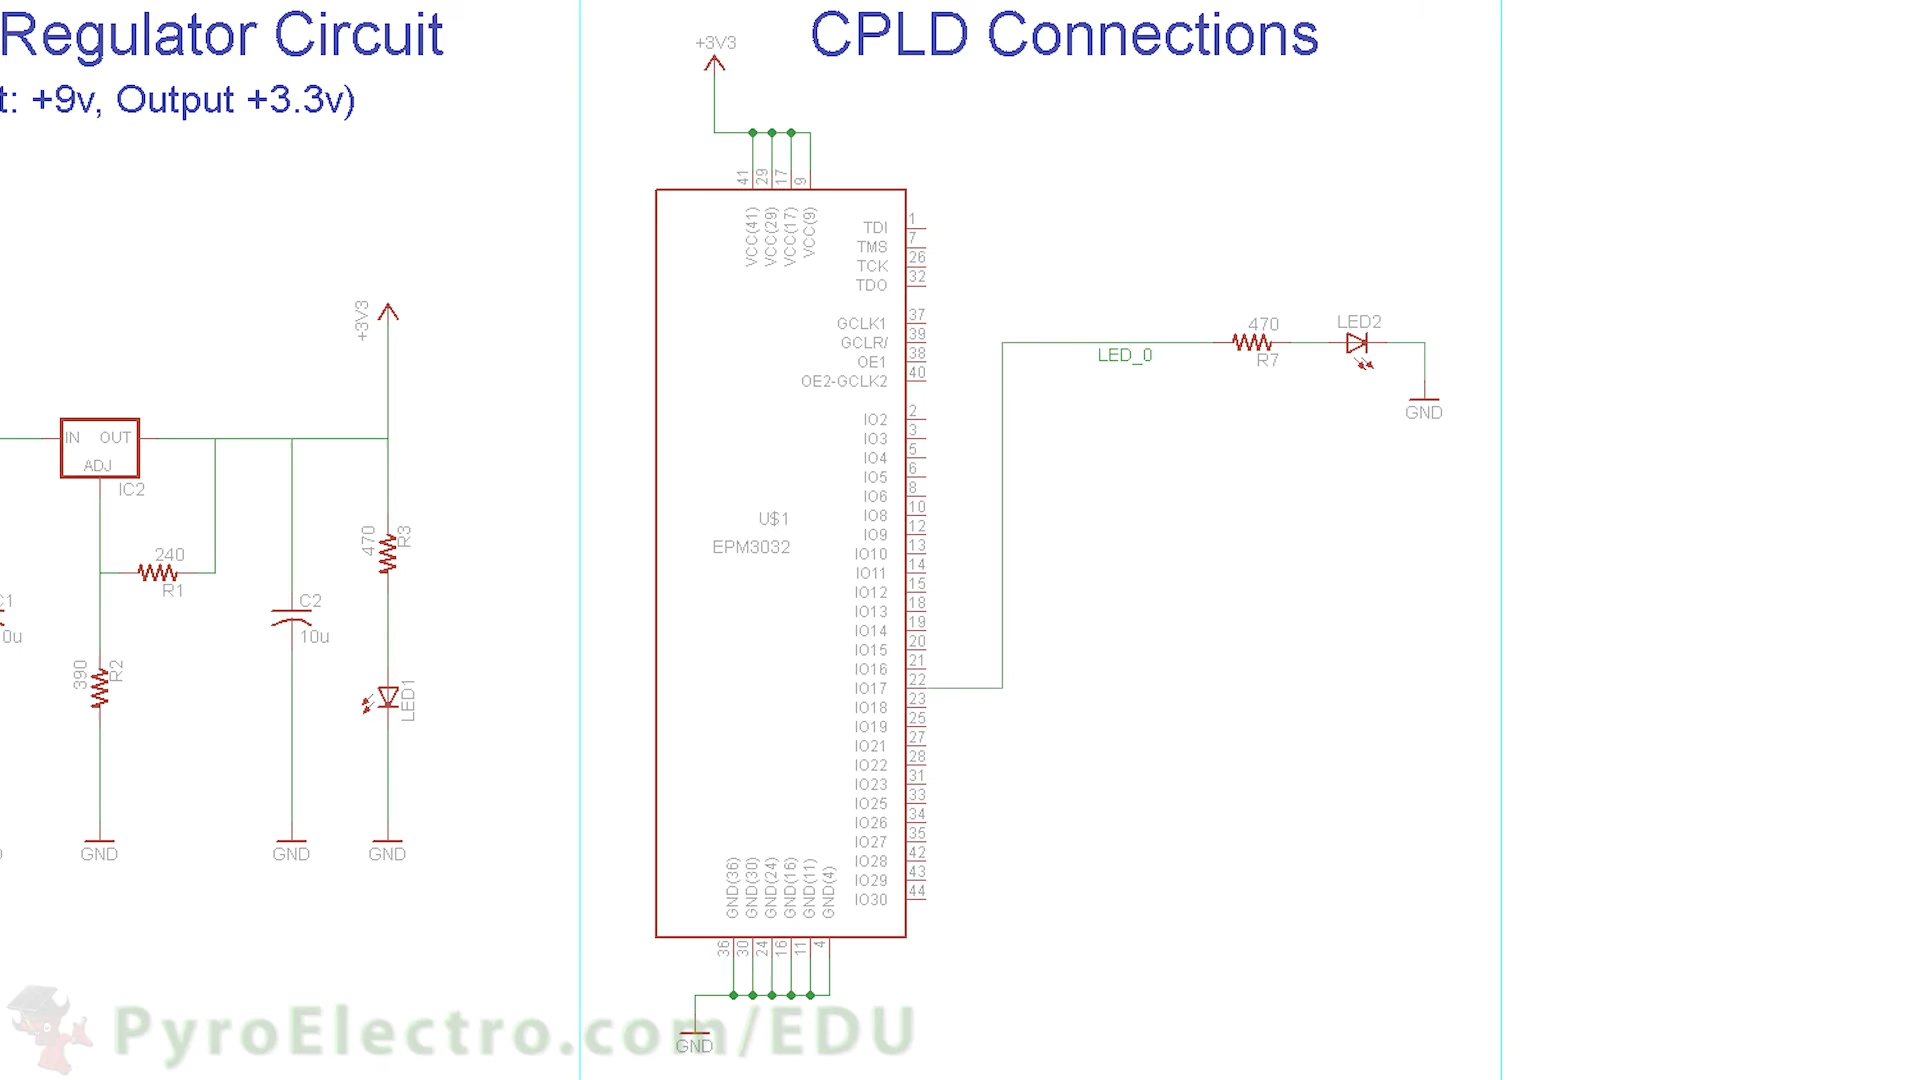 Regulator Circuit
t: +9v, Output +3.3v)
+3V3
IN OUT
ADJ
IC2
240
R1
390
R2
C2
10u
470
R3
LED1
GND
GND
GND
C1
0u
CPLD Connections
+3V3
41
29
17
9
VCC(41)
VCC(29)
VCC(17)
VCC(9)
TDI 1
TMS 7
TCK 26
TDO 32
GCLK1 37
GCLR/ 39
OE1 38
OE2-GCLK2 40
IO2 2
IO3 3
IO4 5
IO5 6
IO6 8
IO8 10
IO9 12
IO10 13
IO11 14
IO12 15
IO13 18
IO14 19
IO15 20
IO16 21
IO17 22
IO18 23
IO19 25
IO21 27
IO22 28
IO23 31
IO25 33
IO26 34
IO27 35
IO28 42
IO29 43
IO30 44
U$1
EPM3032
GND(36)
GND(30)
GND(24)
GND(16)
GND(11)
GND(4)
36
30
24
16
11
4
GND
LED_0
470
R7
LED2
GND
PyroElectro.com/EDU